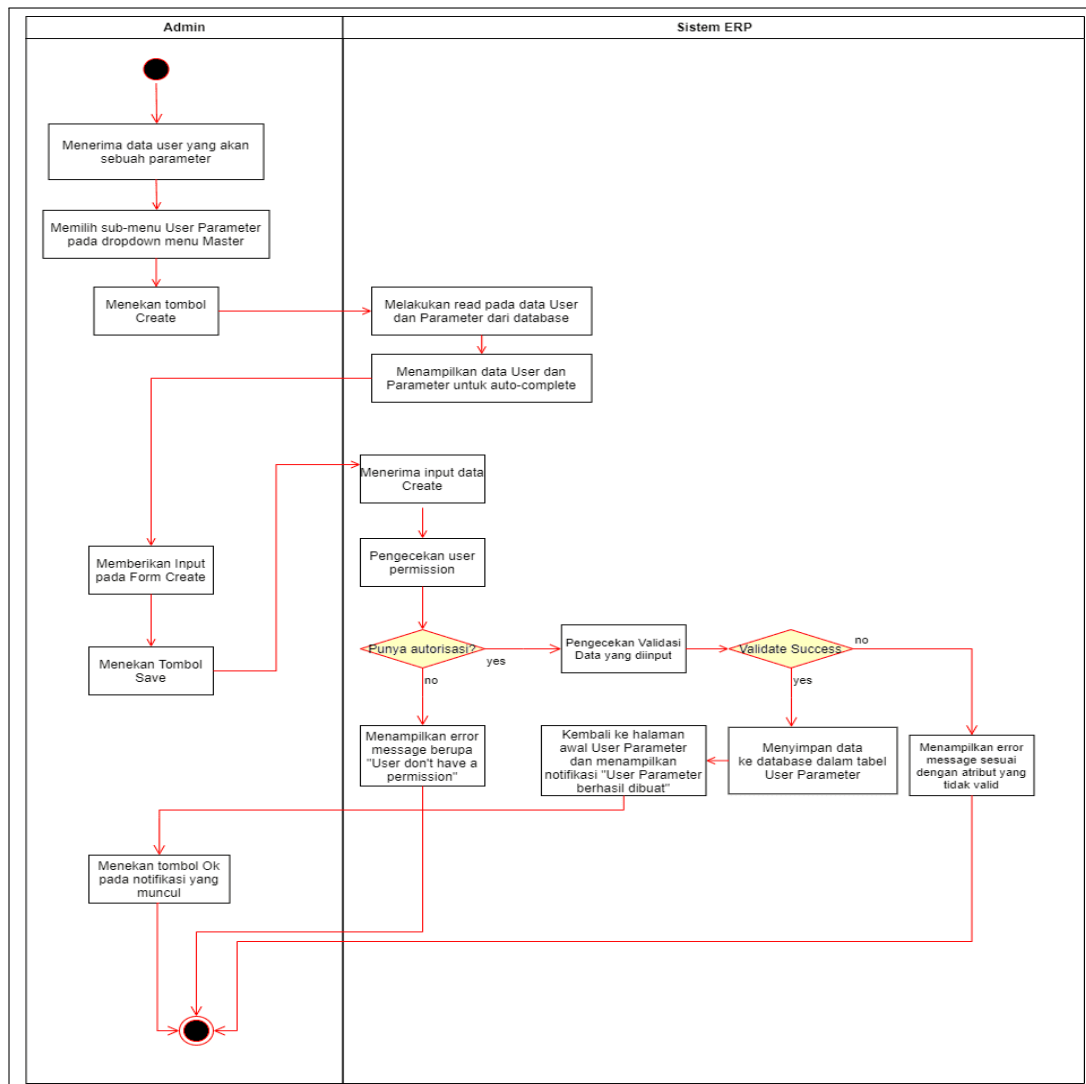 Admin
Sistem ERP
Menerima data user yang akan
sebuah parameter
Memilih sub-menu User Parameter
pada dropdown menu Master
Menekan tombol
Create
Melakukan read pada data User
dan Parameter dari database
Menampilkan data User dan
Parameter untuk auto-complete
Menerima input data
Create
Pengecekan user
permission
Memberikan Input
pada Form Create
Menekan Tombol
Save
Punya autorisasi?
yes
no
Pengecekan Validasi
Data yang diinput
Validate Success
no
yes
Menampilkan error
message berupa
"User don't have a
permission"
Kembali ke halaman
awal User Parameter
dan menampilkan
notifikasi "User Parameter
berhasil dibuat"
Menyimpan data
ke database dalam tabel
User Parameter
Menampilkan error
message sesuai
dengan atribut yang
tidak valid
Menekan tombol Ok
pada notifikasi yang
muncul